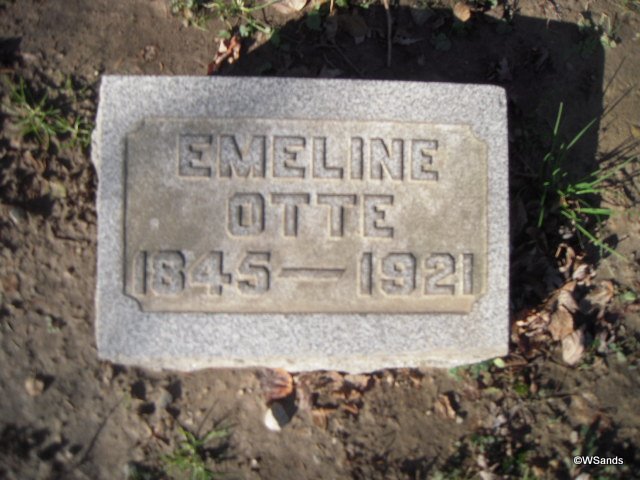 EMELINE
OTTE
1845—1921
©WSands